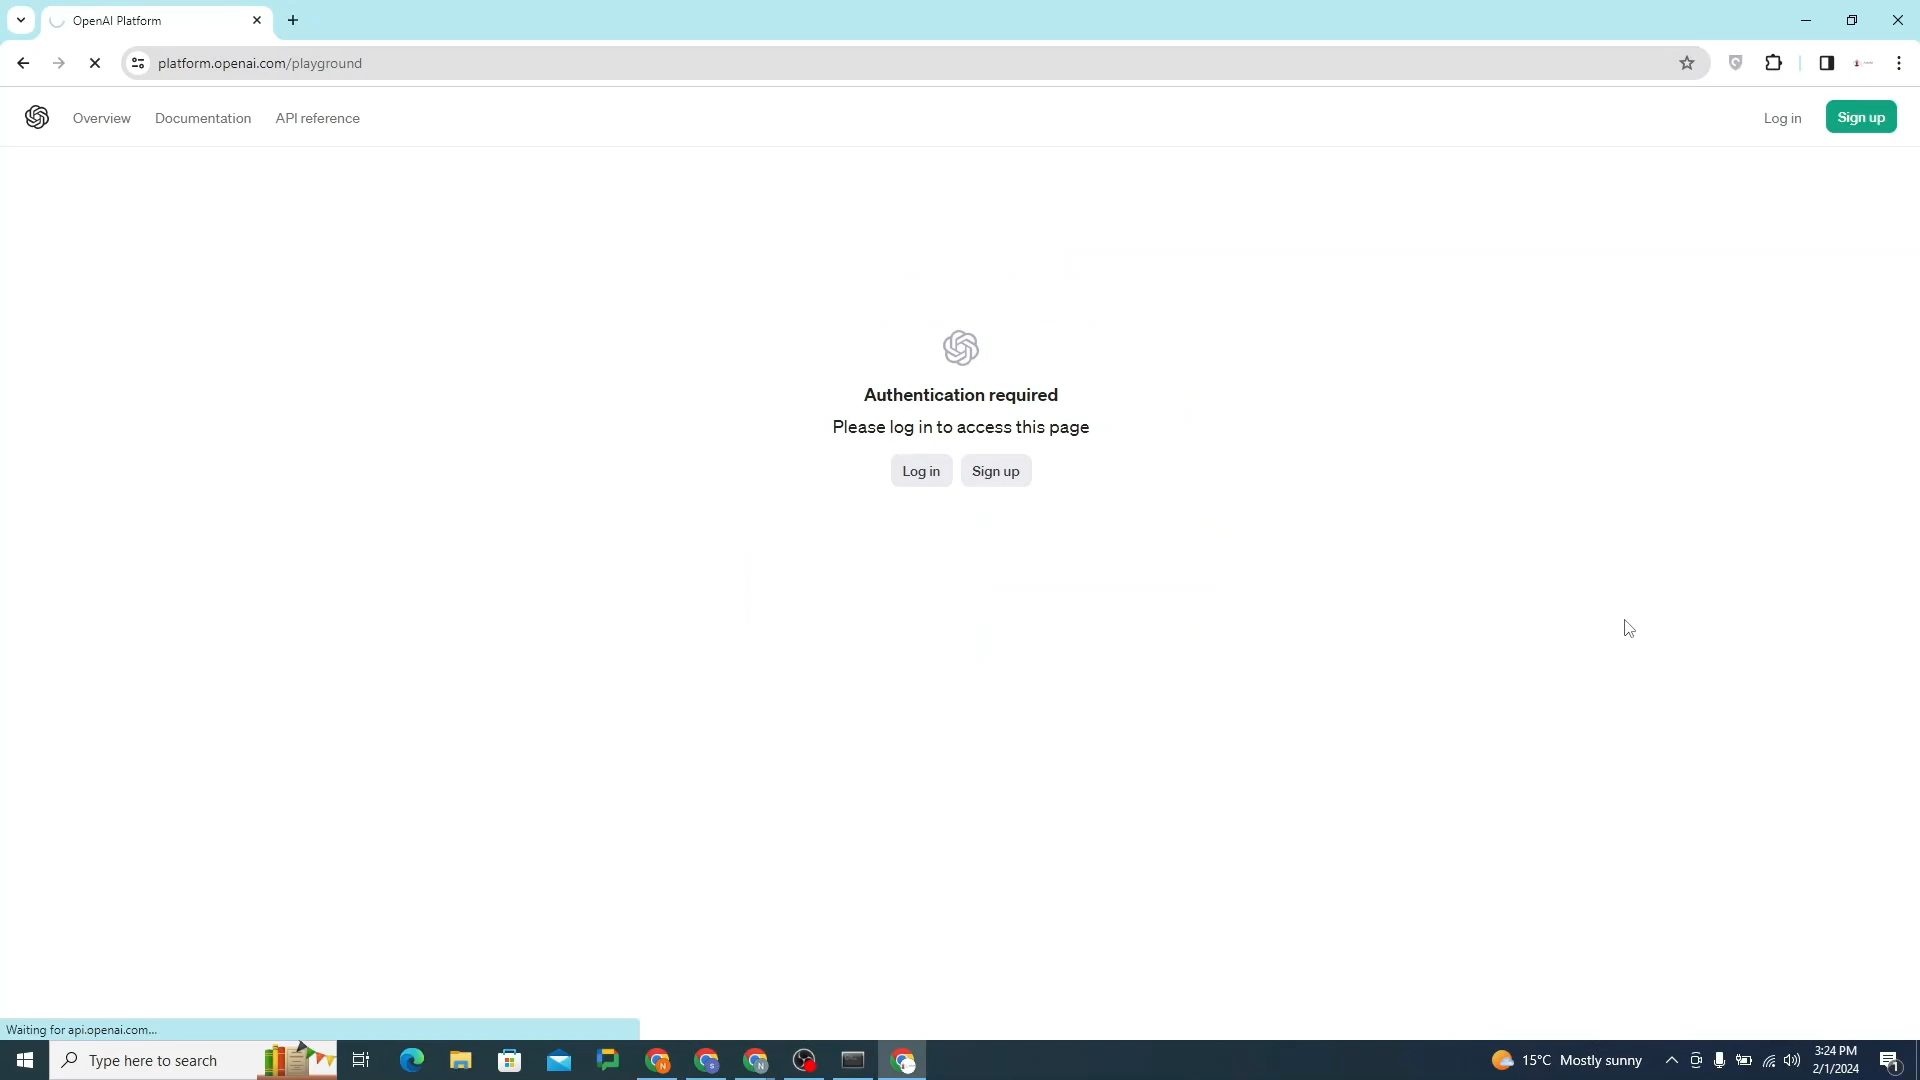 OpenAI Platform
platform.openai.com/playground
Overview Documentation API reference Log in Sign up
Authentication required
Please log in to access this page
Log in Sign up
Waiting for api.openai.com...
Type here to search
15°C Mostly sunny
3:24 PM
2/1/2024
1